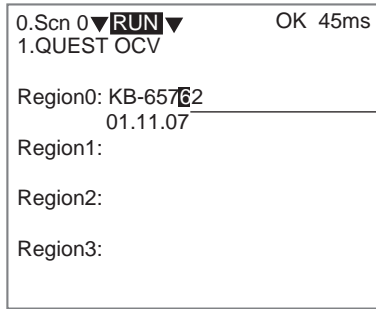 0.Scn 0▼RUN▼ OK 45ms
1.QUEST OCV
Region0: KB-65762
01.11.07
Region1:
Region2:
Region3: